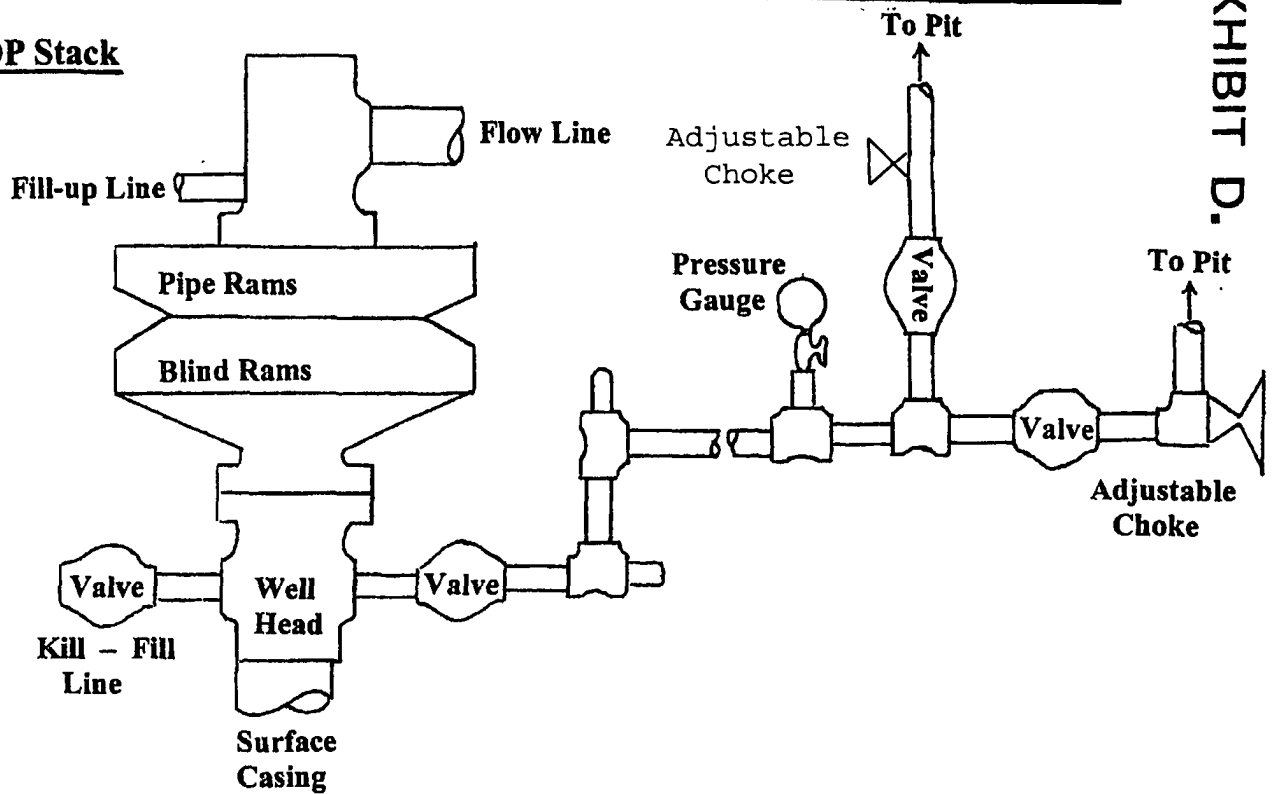 To Pit
Flow Line
Adjustable
Choke
Fill-up Line
Pipe Rams
Blind Rams
Pressure
Gauge
Valve
To Pit
Valve
Adjustable
Choke
Valve
Well
Head
Valve
Kill – Fill
Line
Surface
Casing
Stack
D.